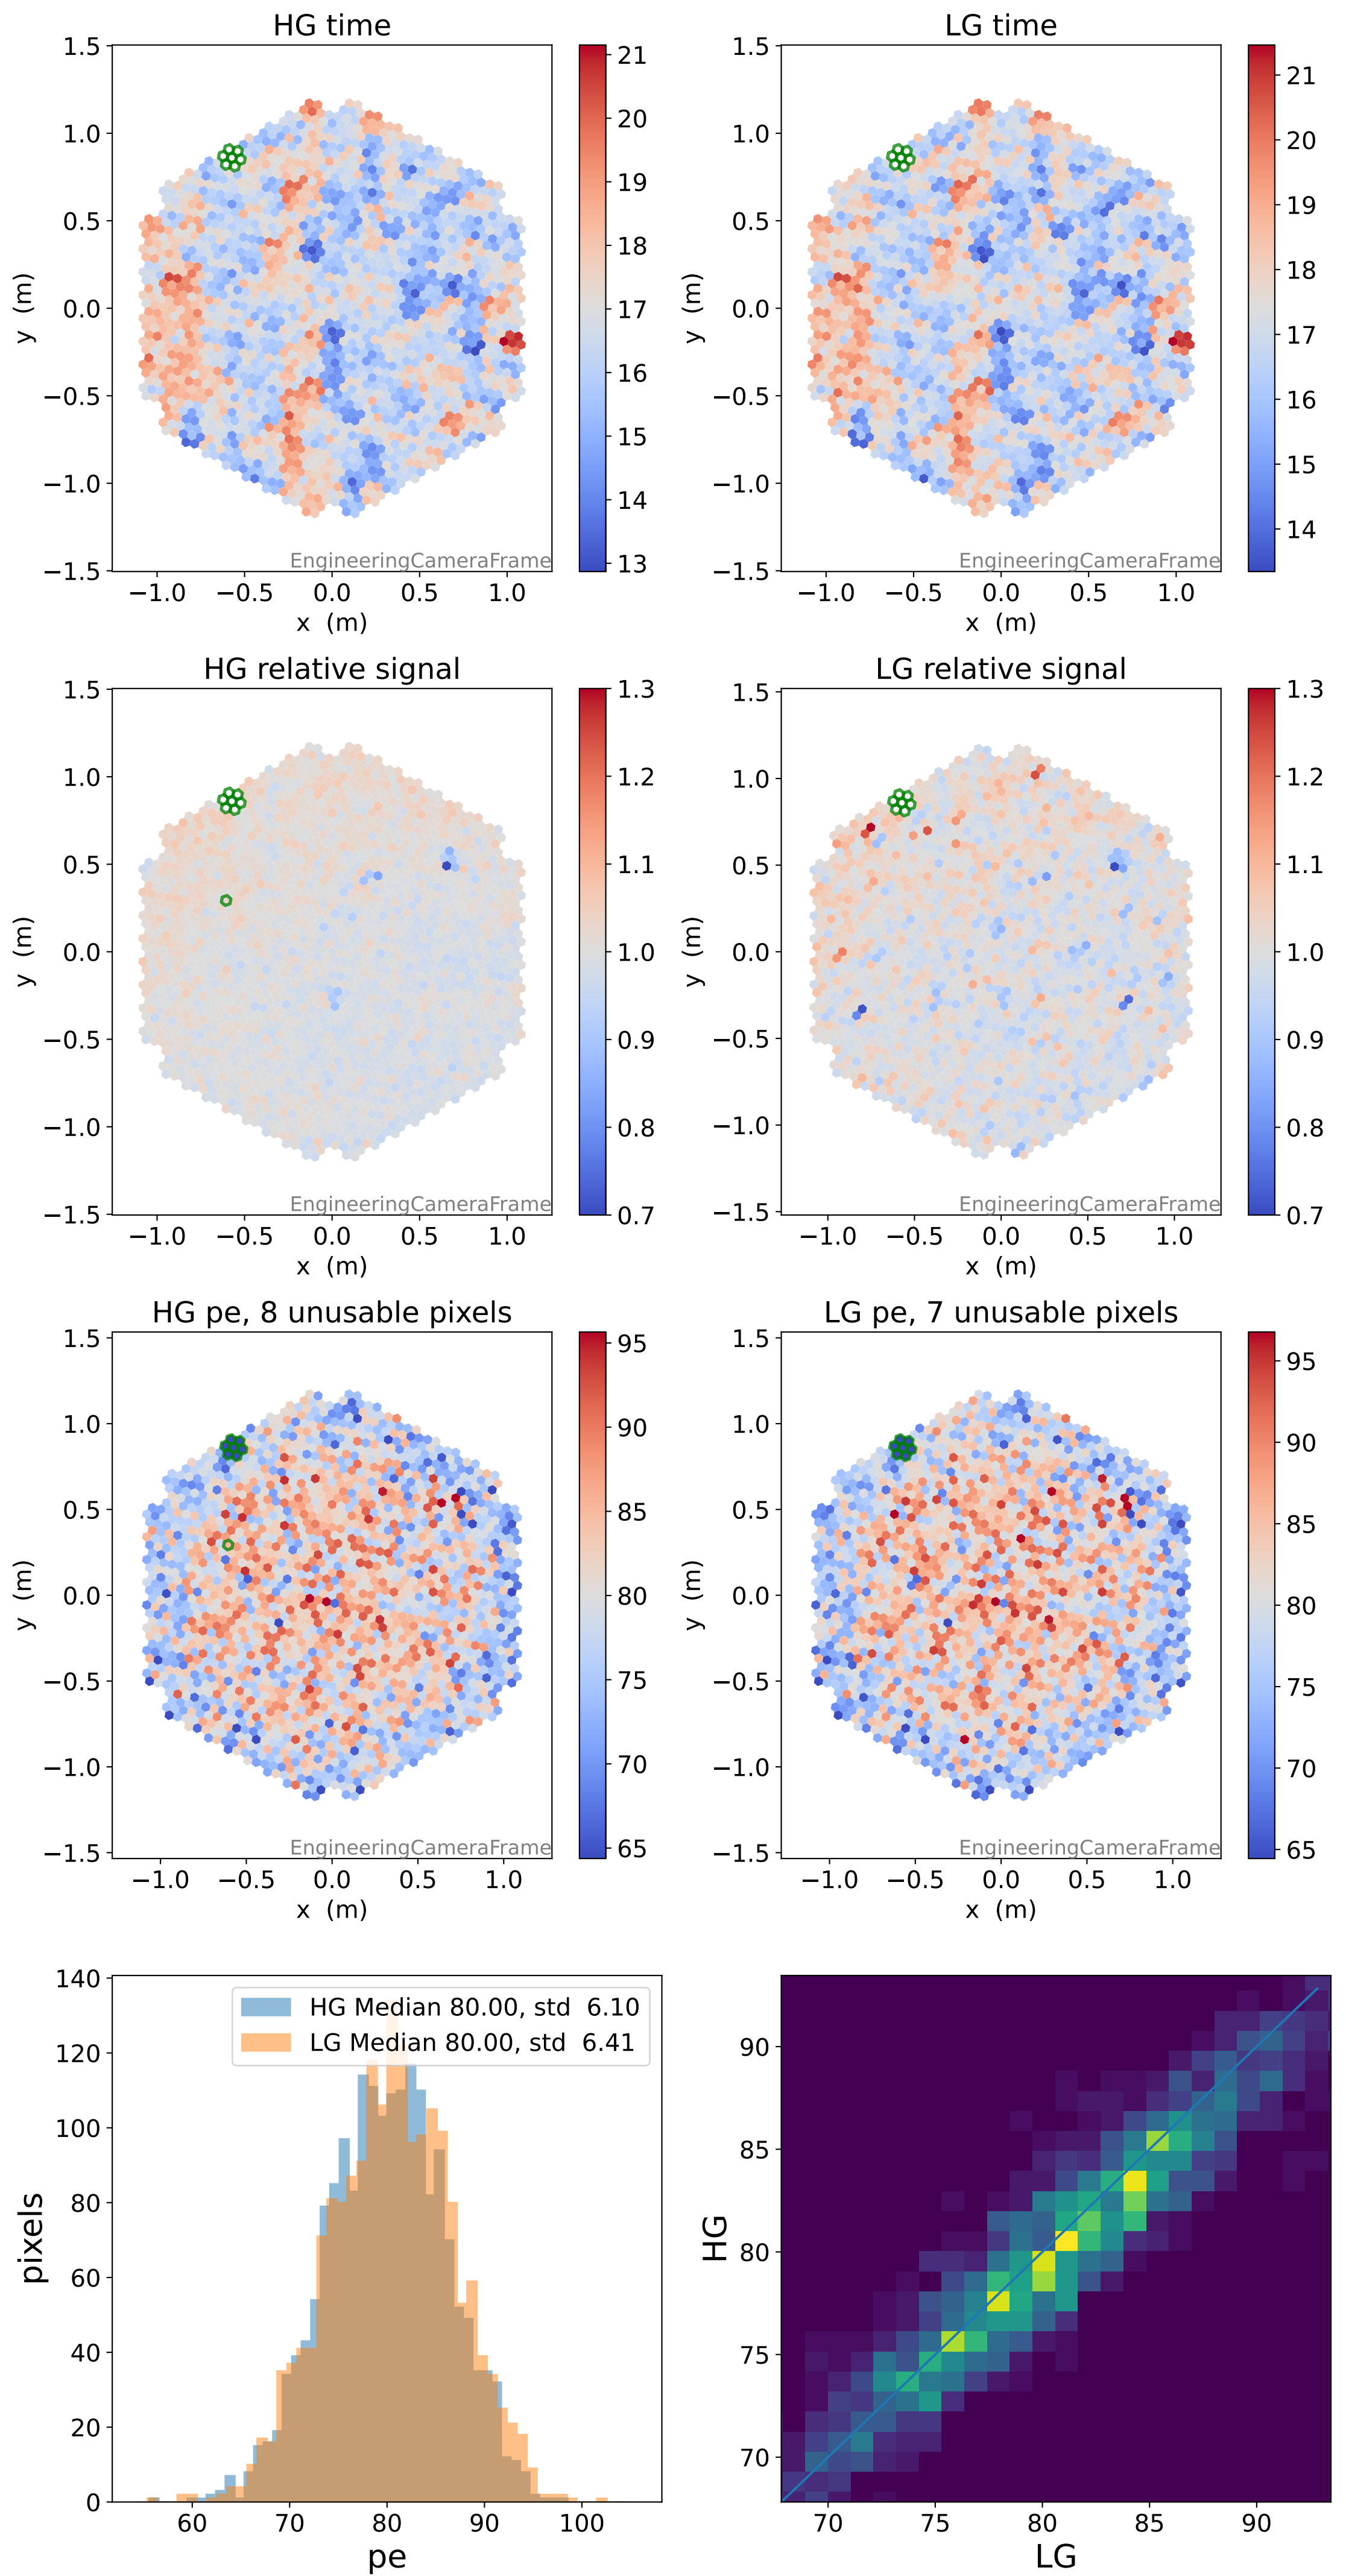 HG time
LG time
1.5
1.0
0.5
0.0
−0.5
−1.0
−1.5
y (m)
−1.0 −0.5 0.0 0.5 1.0
x (m)
EngineeringCameraFrame
21
20
19
18
17
16
15
14
13
1.5
1.0
0.5
0.0
−0.5
−1.0
−1.5
y (m)
−1.0 −0.5 0.0 0.5 1.0
x (m)
EngineeringCameraFrame
21
20
19
18
17
16
15
14
HG relative signal
LG relative signal
1.5
1.0
0.5
0.0
−0.5
−1.0
−1.5
y (m)
−1.0 −0.5 0.0 0.5 1.0
x (m)
EngineeringCameraFrame
1.3
1.2
1.1
1.0
0.9
0.8
0.7
1.5
1.0
0.5
0.0
−0.5
−1.0
−1.5
y (m)
−1.0 −0.5 0.0 0.5 1.0
x (m)
EngineeringCameraFrame
1.3
1.2
1.1
1.0
0.9
0.8
0.7
HG pe, 8 unusable pixels
LG pe, 7 unusable pixels
1.5
1.0
0.5
0.0
−0.5
−1.0
−1.5
y (m)
−1.0 −0.5 0.0 0.5 1.0
x (m)
EngineeringCameraFrame
95
90
85
80
75
70
65
1.5
1.0
0.5
0.0
−0.5
−1.0
−1.5
y (m)
−1.0 −0.5 0.0 0.5 1.0
x (m)
EngineeringCameraFrame
95
90
85
80
75
70
65
140
120
100
80
60
40
20
0
pixels
60 70 80 90 100
pe
HG Median 80.00, std 6.10
LG Median 80.00, std 6.41
90
85
80
75
70
HG
70 75 80 85 90
LG